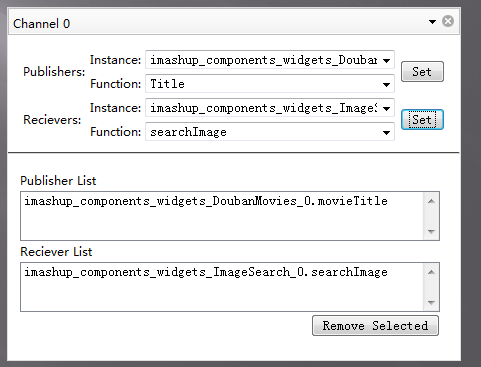 Channel 0
Publishers:
Instance:
imashup_components_widgets_Douban
Function:
Title
Set
Recievers:
Instance:
imashup_components_widgets_ImageS
Function:
searchImage
Set
Publisher List
imashup_components_widgets_DoubanMovies_0.movieTitle
Reciever List
imashup_components_widgets_ImageSearch_0.searchImage
Remove Selected